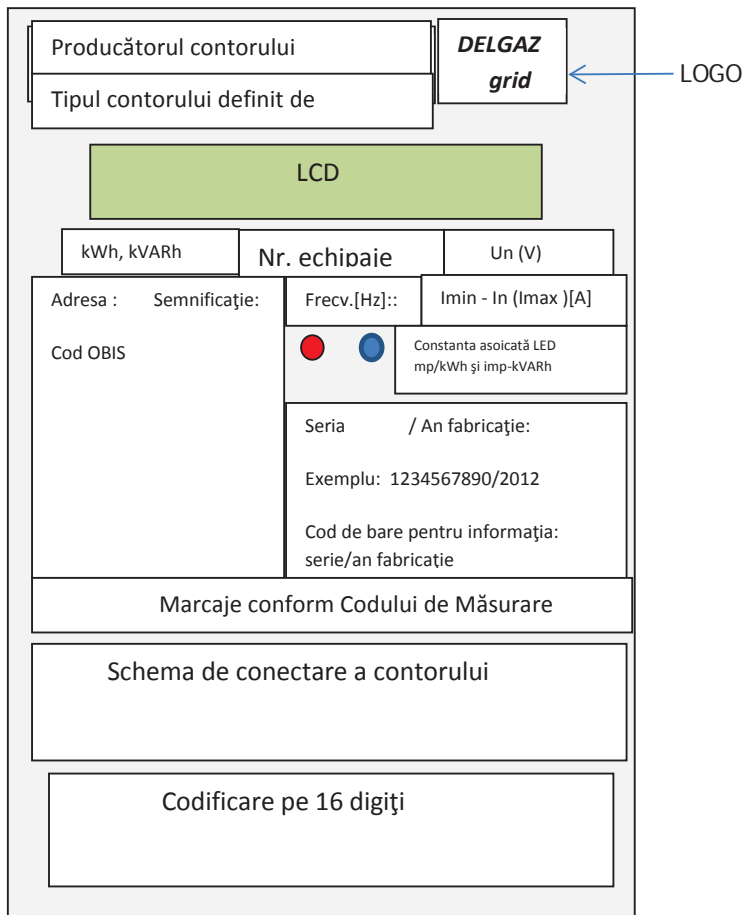 Producătorul contorului
DELGAZ
grid
LOGO
Tipul contorului definit de
LCD
kWh, kVARh
Nr. echipaie
Un (V)
Adresa : Semnificaţie:
Frecv.[Hz]::
Imin - In (Imax )[A]
Cod OBIS
Constanta asoicată LED
mp/kWh şi imp-kVARh
Seria / An fabricaţie:
Exemplu: 1234567890/2012
Cod de bare pentru informaţia:
serie/an fabricaţie
Marcaje conform Codului de Măsurare
Schema de conectare a contorului
Codificare pe 16 digiţi